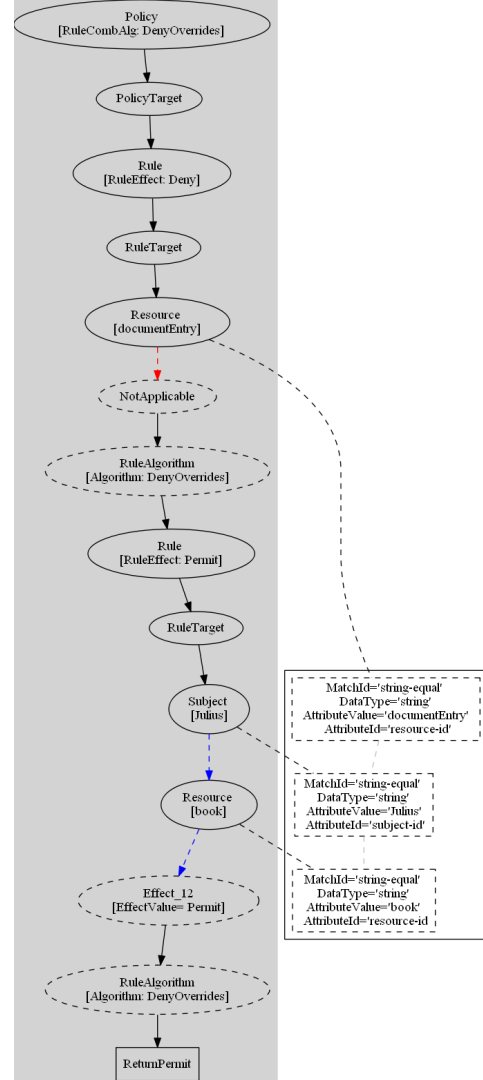 Policy
[RuleCombAlg: DenyOverrides]
PolicyTarget
Rule
[RuleEffect: Deny]
RuleTarget
Resource
[documentEntry]
NotApplicable
RuleAlgorithm
[Algorithm: DenyOverrides]
Rule
[RuleEffect: Permit]
RuleTarget
Subject
[Julius]
Resource
[book]
Effect_12
[EffectValue= Permit]
RuleAlgorithm
[Algorithm: DenyOverrides]
ReturnPermit
MatchId='string-equal'
DataType='string'
AttributeValue='documentEntry'
AttributeId='resource-id'
MatchId='string-equal'
DataType='string'
AttributeValue='Julius'
AttributeId='subject-id'
MatchId='string-equal'
DataType='string'
AttributeValue='book'
AttributeId='resource-id